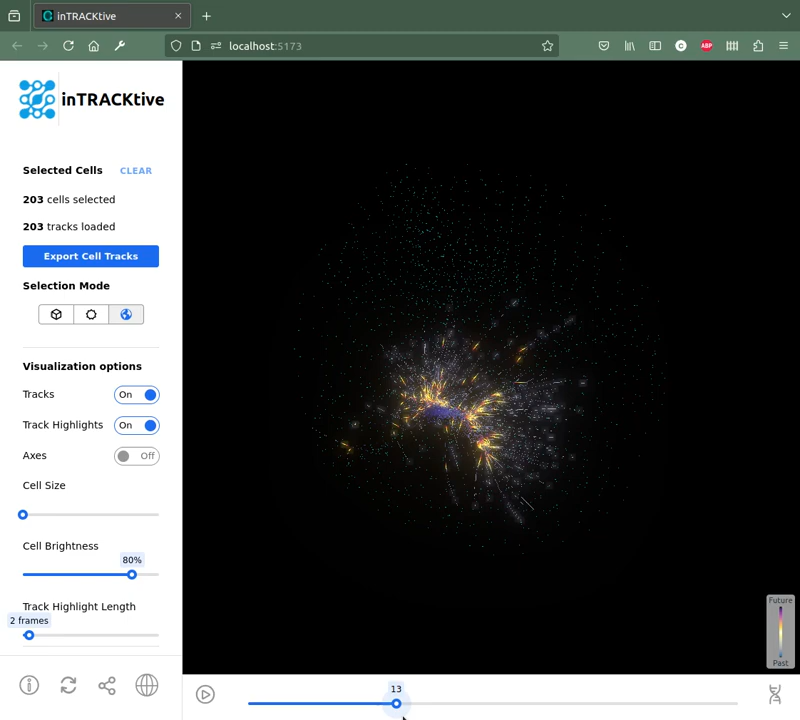 inTRACKtive
localhost:5173
C
ABP
inTRACKtive
Selected Cells CLEAR
203 cells selected
203 tracks loaded
Export Cell Tracks
Selection Mode
Visualization options
Tracks On
Track Highlights On
Axes Off
Cell Size
Cell Brightness
80%
Track Highlight Length
2 frames
Future
Past
13